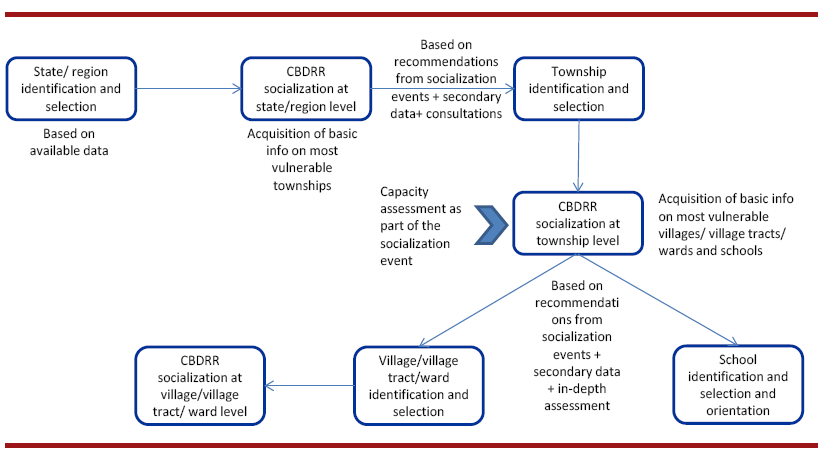 State/ region
identification and
selection
Based on
available data
CBDRR
socialization at
state/region level
Acquisition of basic
info on most
vulnerable
townships
Based on
recommendations
from socialization
events + secondary
data+ consultations
Township
identification and
selection
Capacity
assessment as
part of the
socialization
event
CBDRR
socialization at
township level
Acquisition of basic info
on most vulnerable
villages/ village tracts/
wards and schools
CBDRR
socialization at
village/village
tract/ ward level
Village/village
tract/ward
identification and
selection
Based on
recommendati
ons from
socialization
events +
secondary data
+ in-depth
assessment
School
identification and
selection and
orientation